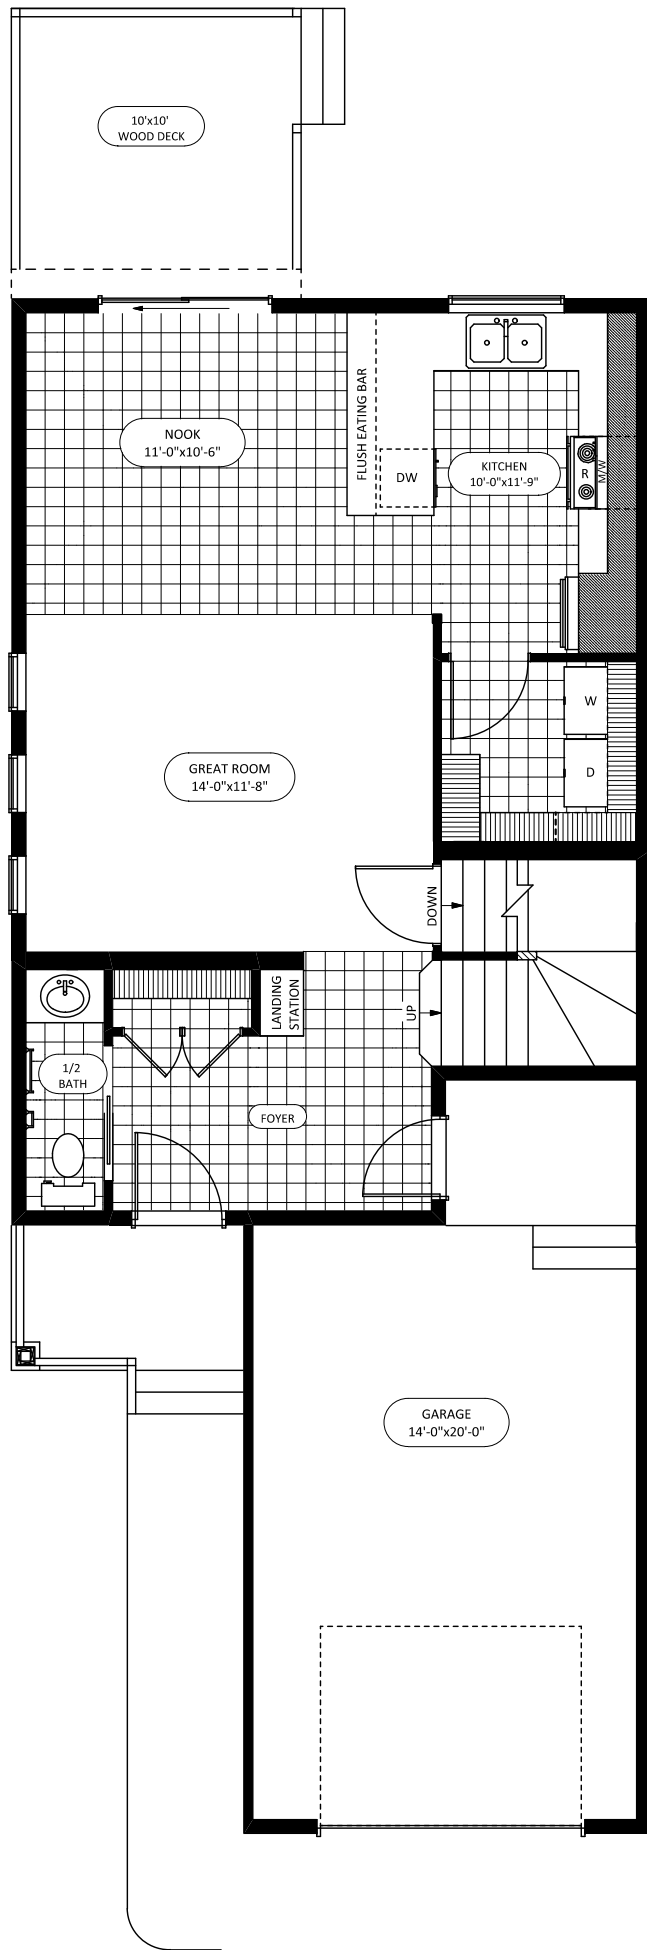 10'x10'
WOOD DECK
NOOK
11'-0"x10'-6"
FLUSH EATING BAR
DW
KITCHEN
10'-0"x11'-9"
R
M/W
W
D
GREAT ROOM
14'-0"x11'-8"
DOWN
LANDING
STATION
UP
1/2
BATH
FOYER
GARAGE
14'-0"x20'-0"